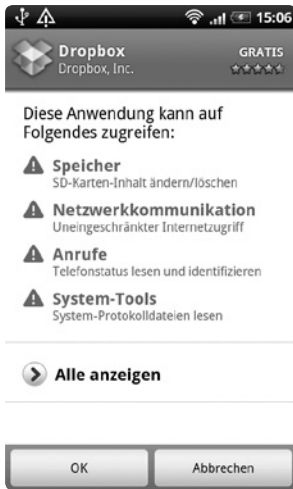 15:06
Dropbox
GRATIS
Dropbox, Inc.
Diese Anwendung kann auf
Folgendes zugreifen:
Speicher
SD-Karten-Inhalt ändern/löschen
Netzwerkkommunikation
Uneingeschränkter Internetzugriff
Anrufe
Telefonstatus lesen und identifizieren
System-Tools
System-Protokolldateien lesen
Alle anzeigen
OK
Abbrechen